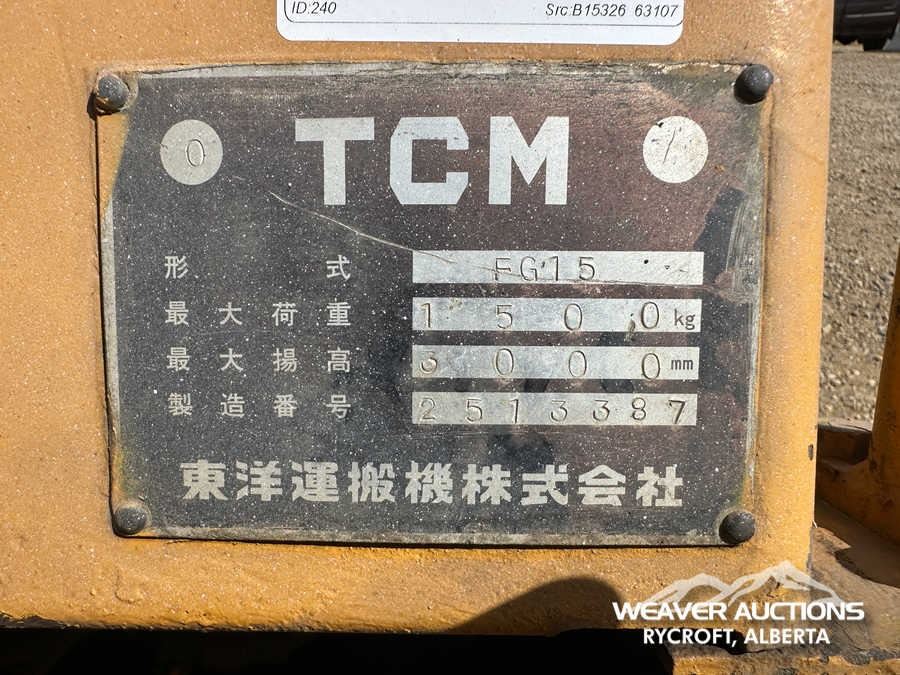 ID:240 Src:B15326 63107
0 TCM
形式 FG15
最大荷重 1500kg
最大揚高 3000mm
製造番号 2513387
東洋運搬機株式会社
WEAVER AUCTIONS
RYCROFT, ALBERTA